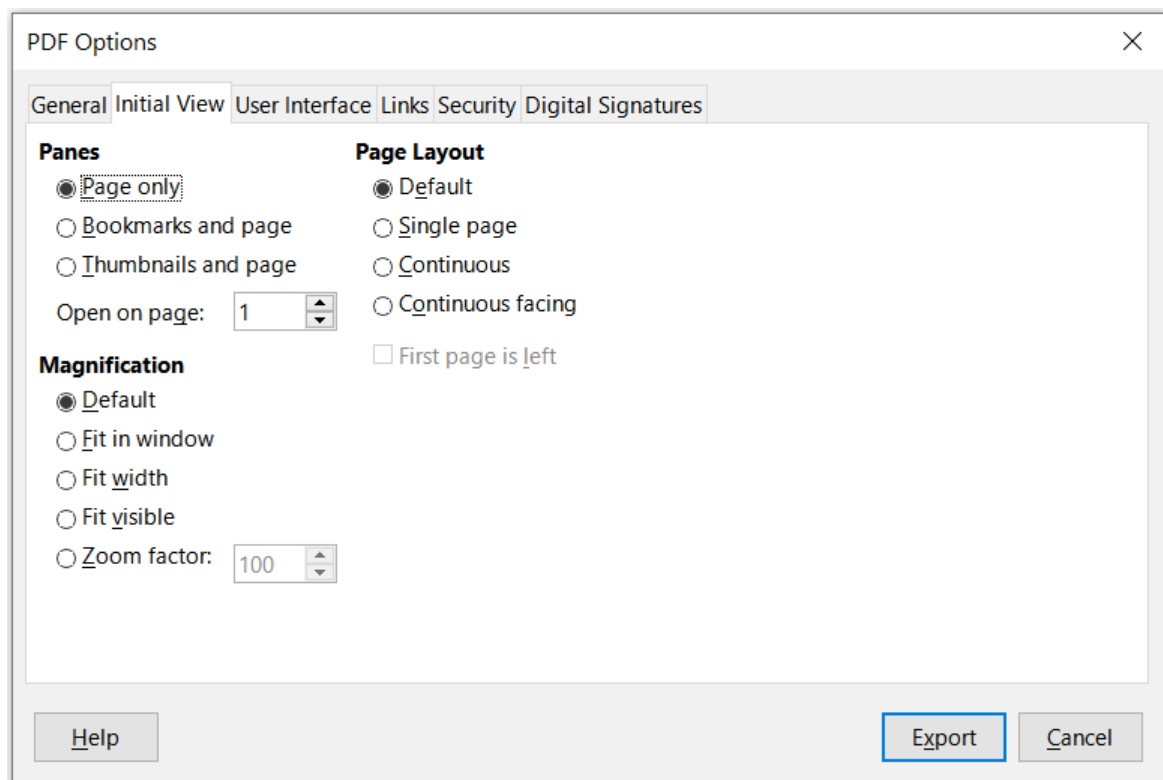 PDF Options
General Initial View User Interface Links Security Digital Signatures
Panes
Page only
Bookmarks and page
Thumbnails and page
Open on page: 1
Magnification
Default
Fit in window
Fit width
Fit visible
Zoom factor: 100
Page Layout
Default
Single page
Continuous
Continuous facing
First page is left
Help Export Cancel